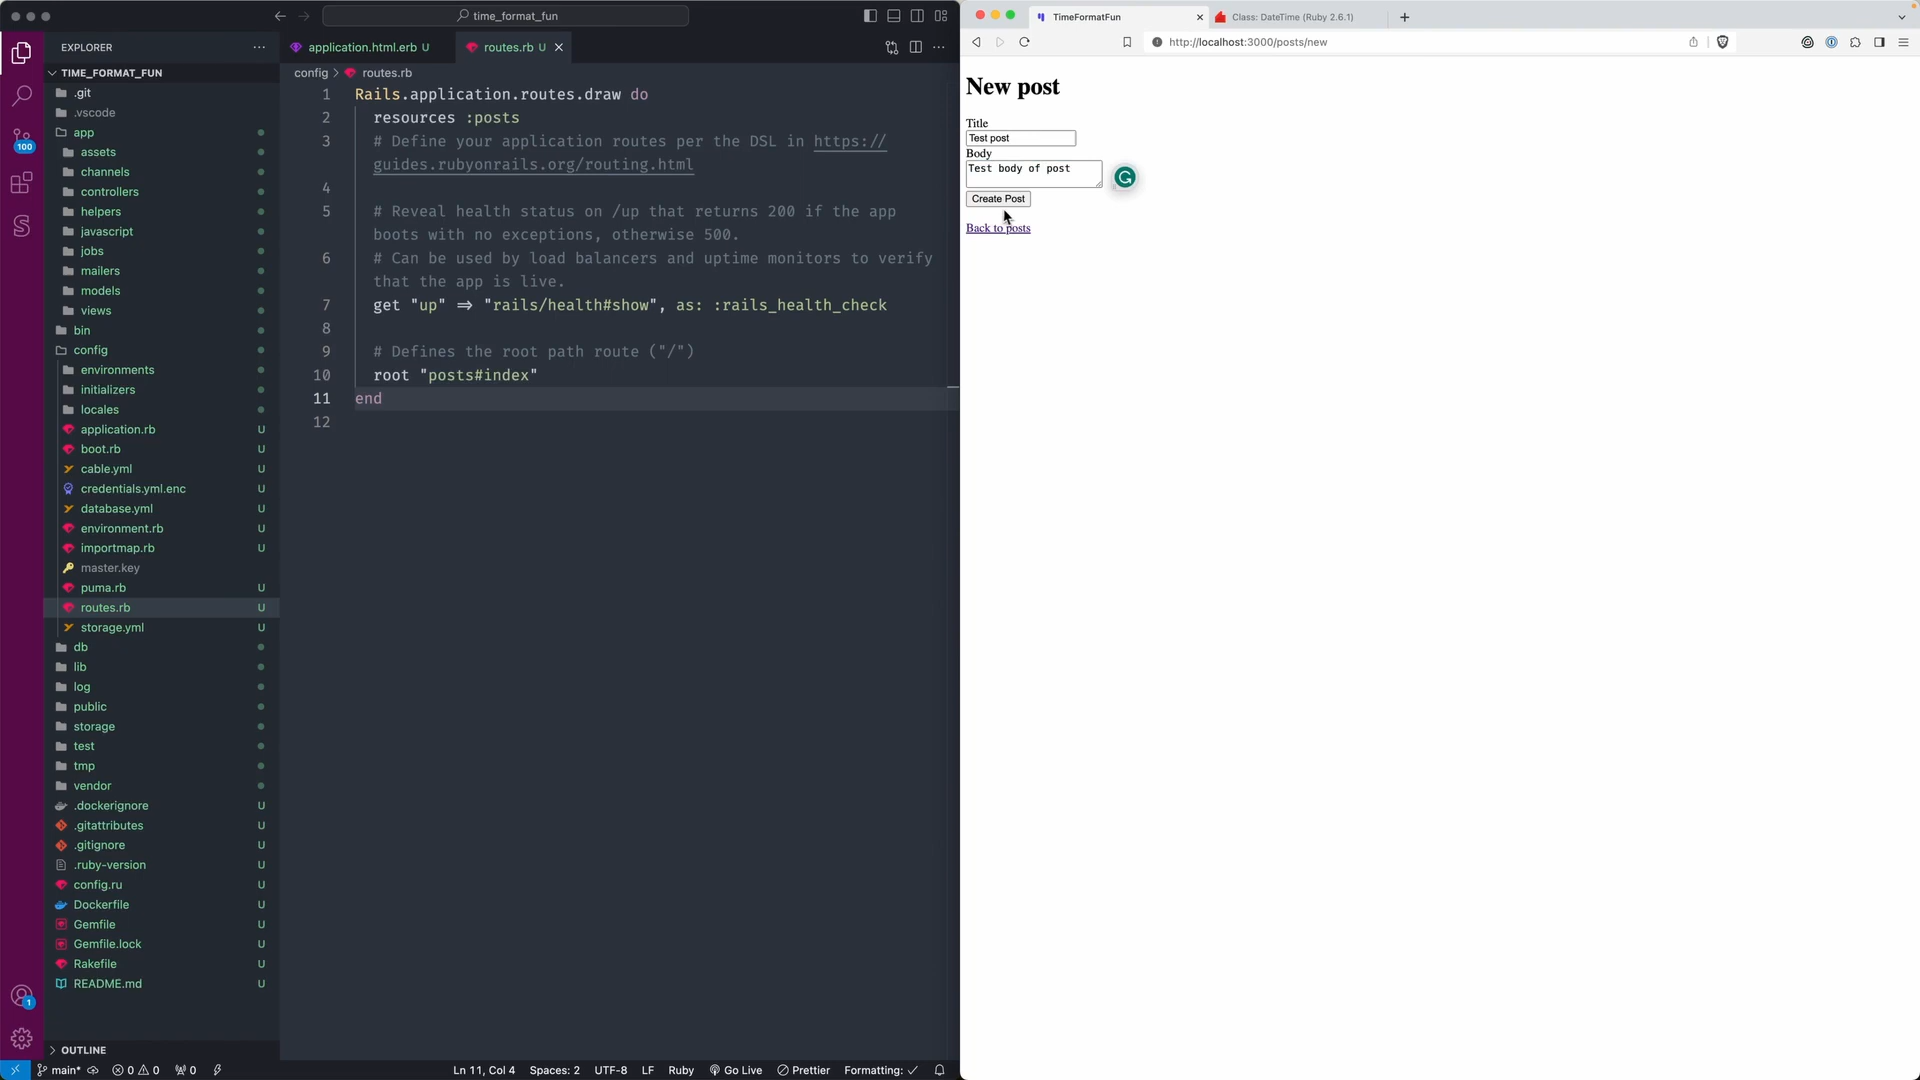 time_format_fun
EXPLORER
TIME_FORMAT_FUN
.git
.vscode
app
assets
channels
controllers
helpers
javascript
jobs
mailers
models
views
bin
config
environments
initializers
locales
application.rb U
boot.rb U
cable.yml U
credentials.yml.enc U
database.yml U
environment.rb U
importmap.rb U
master.key
puma.rb U
routes.rb U
storage.yml U
db
lib
log
public
storage
test
tmp
vendor
.dockerignore U
.gitattributes U
.gitignore U
.ruby-version U
config.ru U
Dockerfile U
Gemfile U
Gemfile.lock U
Rakefile U
README.md U
OUTLINE
100
1
application.html.erb U
routes.rb U
config > routes.rb
1 Rails.application.routes.draw do
2 resources :posts
3 # Define your application routes per the DSL in https://
guides.rubyonrails.org/routing.html
4
5 # Reveal health status on /up that returns 200 if the app
boots with no exceptions, otherwise 500.
6 # Can be used by load balancers and uptime monitors to verify
that the app is live.
7 get "up" => "rails/health#show", as: :rails_health_check
8
9 # Defines the root path route ("/")
10 root "posts#index"
11 end
12
main* 0 0 0
Ln 11, Col 4 Spaces: 2 UTF-8 LF Ruby Go Live Prettier Formatting: ✓
TimeFormatFun
Class: DateTime (Ruby 2.6.1)
http://localhost:3000/posts/new
New post
Title
Test post
Body
Test body of post
Create Post
Back to posts